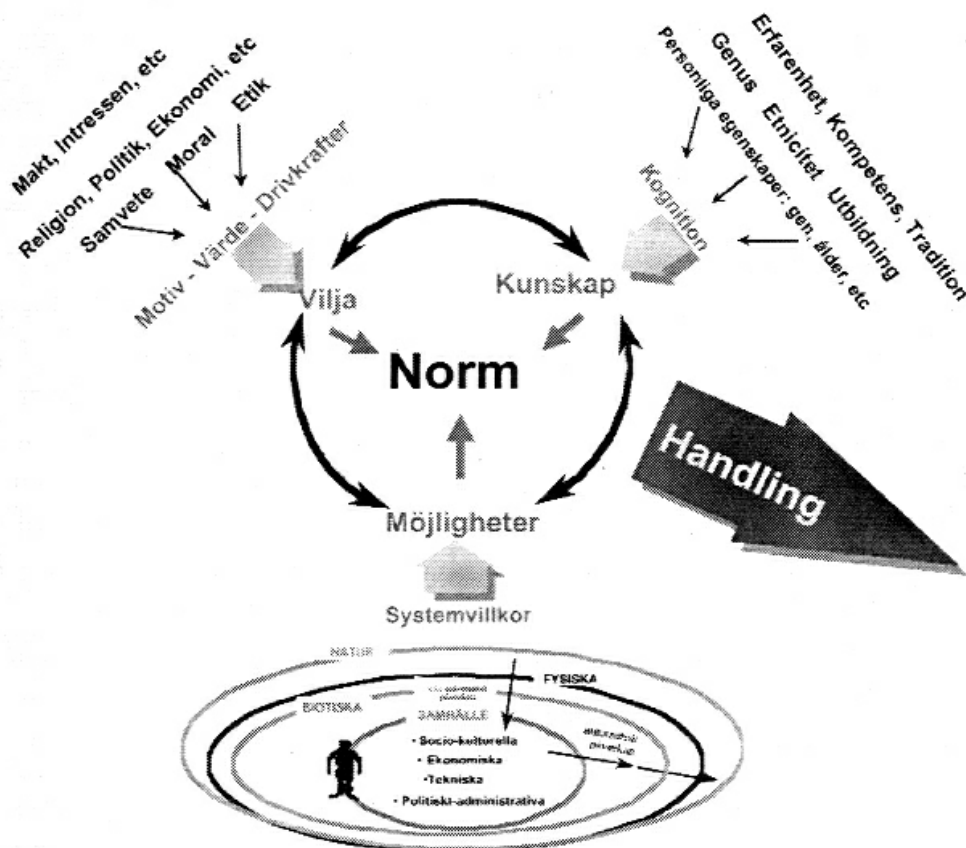 Makt, Intressen, etc
Religion, Politik, Ekonomi, etc
Samvete
Moral
Etik
Motiv - Värde - Drivkrafter
Erfarenhet, Kompetens, Tradition
Genus Etnicitet Utbildning
Personliga egenskaper: gen, ålder, etc
Kognition
Vilja
Kunskap
Norm
Handling
Möjligheter
Systemvillkor
NATUR
FYSISKA
BIOTISKA
SAMHÄLLE
• Socio-kulturella
• Ekonomiska
• Tekniska
• Politiskt-administrativa